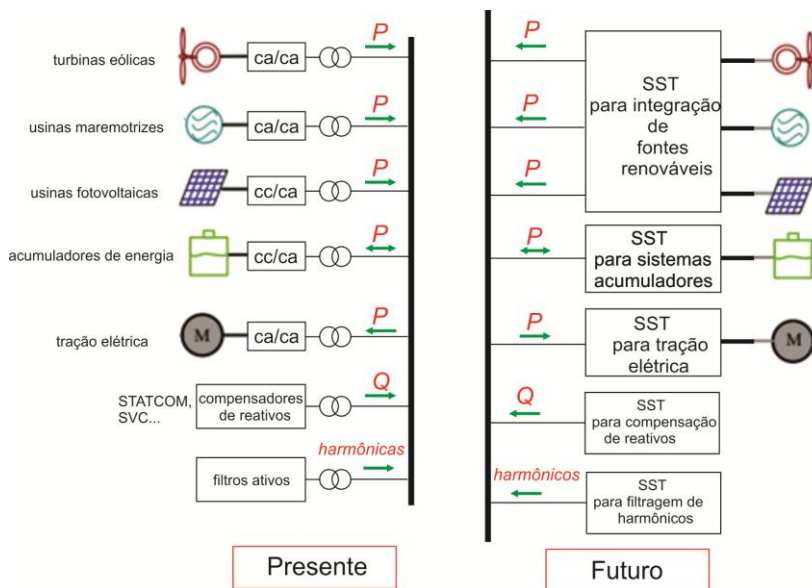 turbinas eólicas
ca/ca
P
usinas maremotrizes
ca/ca
P
usinas fotovoltaicas
cc/ca
P
acumuladores de energia
cc/ca
P
tração elétrica
M
ca/ca
P
STATCOM,
SVC...
compensadores
de reativos
Q
filtros ativos
harmônicas
Presente
P
P
P
SST
para integração
de
fontes
renováveis
P
SST
para sistemas
acumuladores
P
SST
para tração
elétrica
M
Q
SST
para compensação
de reativos
harmônicos
SST
para filtragem de
harmônicos
Futuro